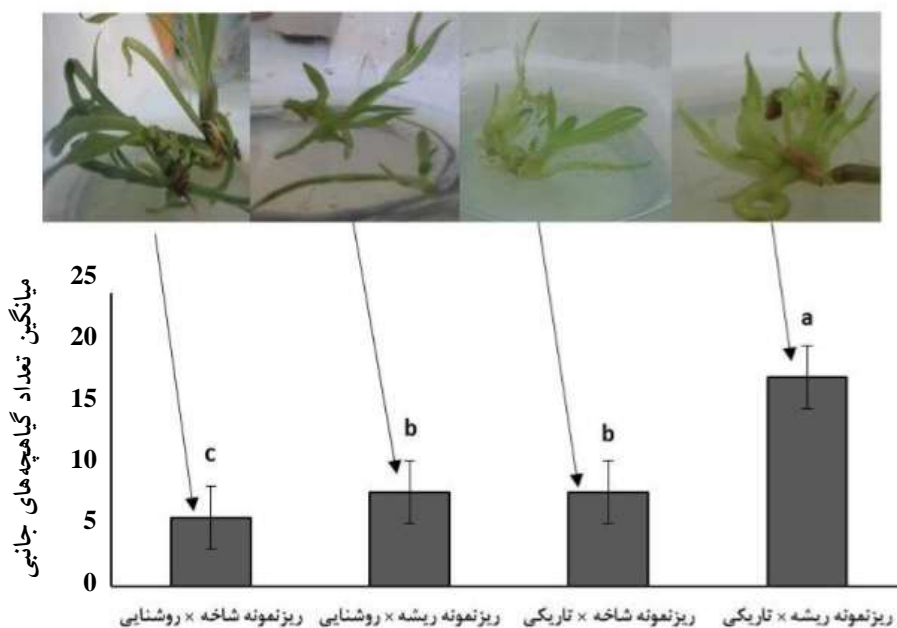 میانگین تعداد گیاهچه‌های جانبی
25
20
15
10
5
0
c
b
b
a
ریزنمونه شاخه × روشنایی
ریزنمونه ریشه × روشنایی
ریزنمونه شاخه × تاریکی
ریزنمونه ریشه × تاریکی